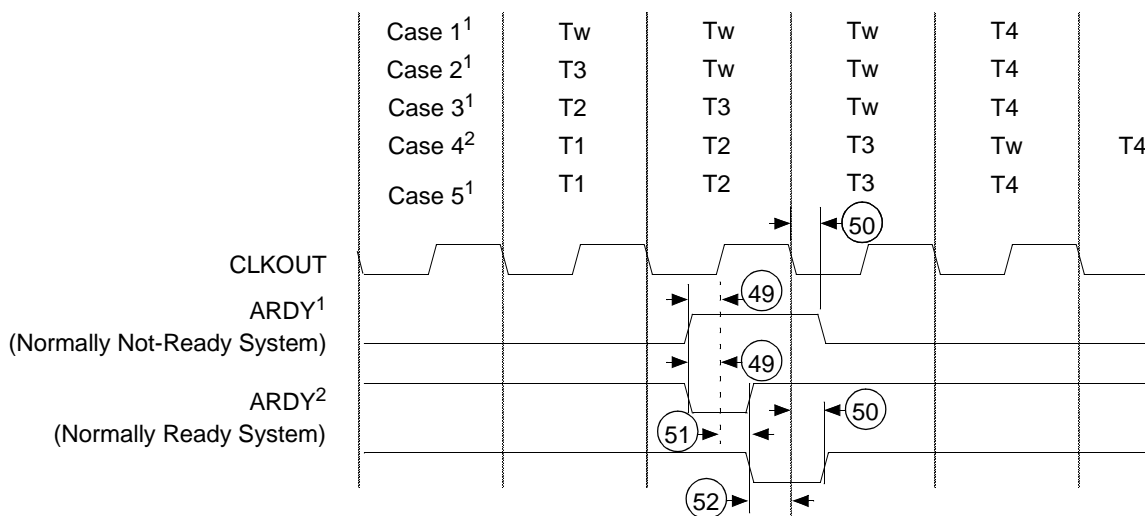 Case 1¹ Tw Tw Tw T4
Case 2¹ T3 Tw Tw T4
Case 3¹ T2 T3 Tw T4
Case 4² T1 T2 T3 Tw T4
Case 5¹ T1 T2 T3 T4
50
CLKOUT
49
ARDY¹
(Normally Not-Ready System)
49
ARDY²
(Normally Ready System)
50
51
52